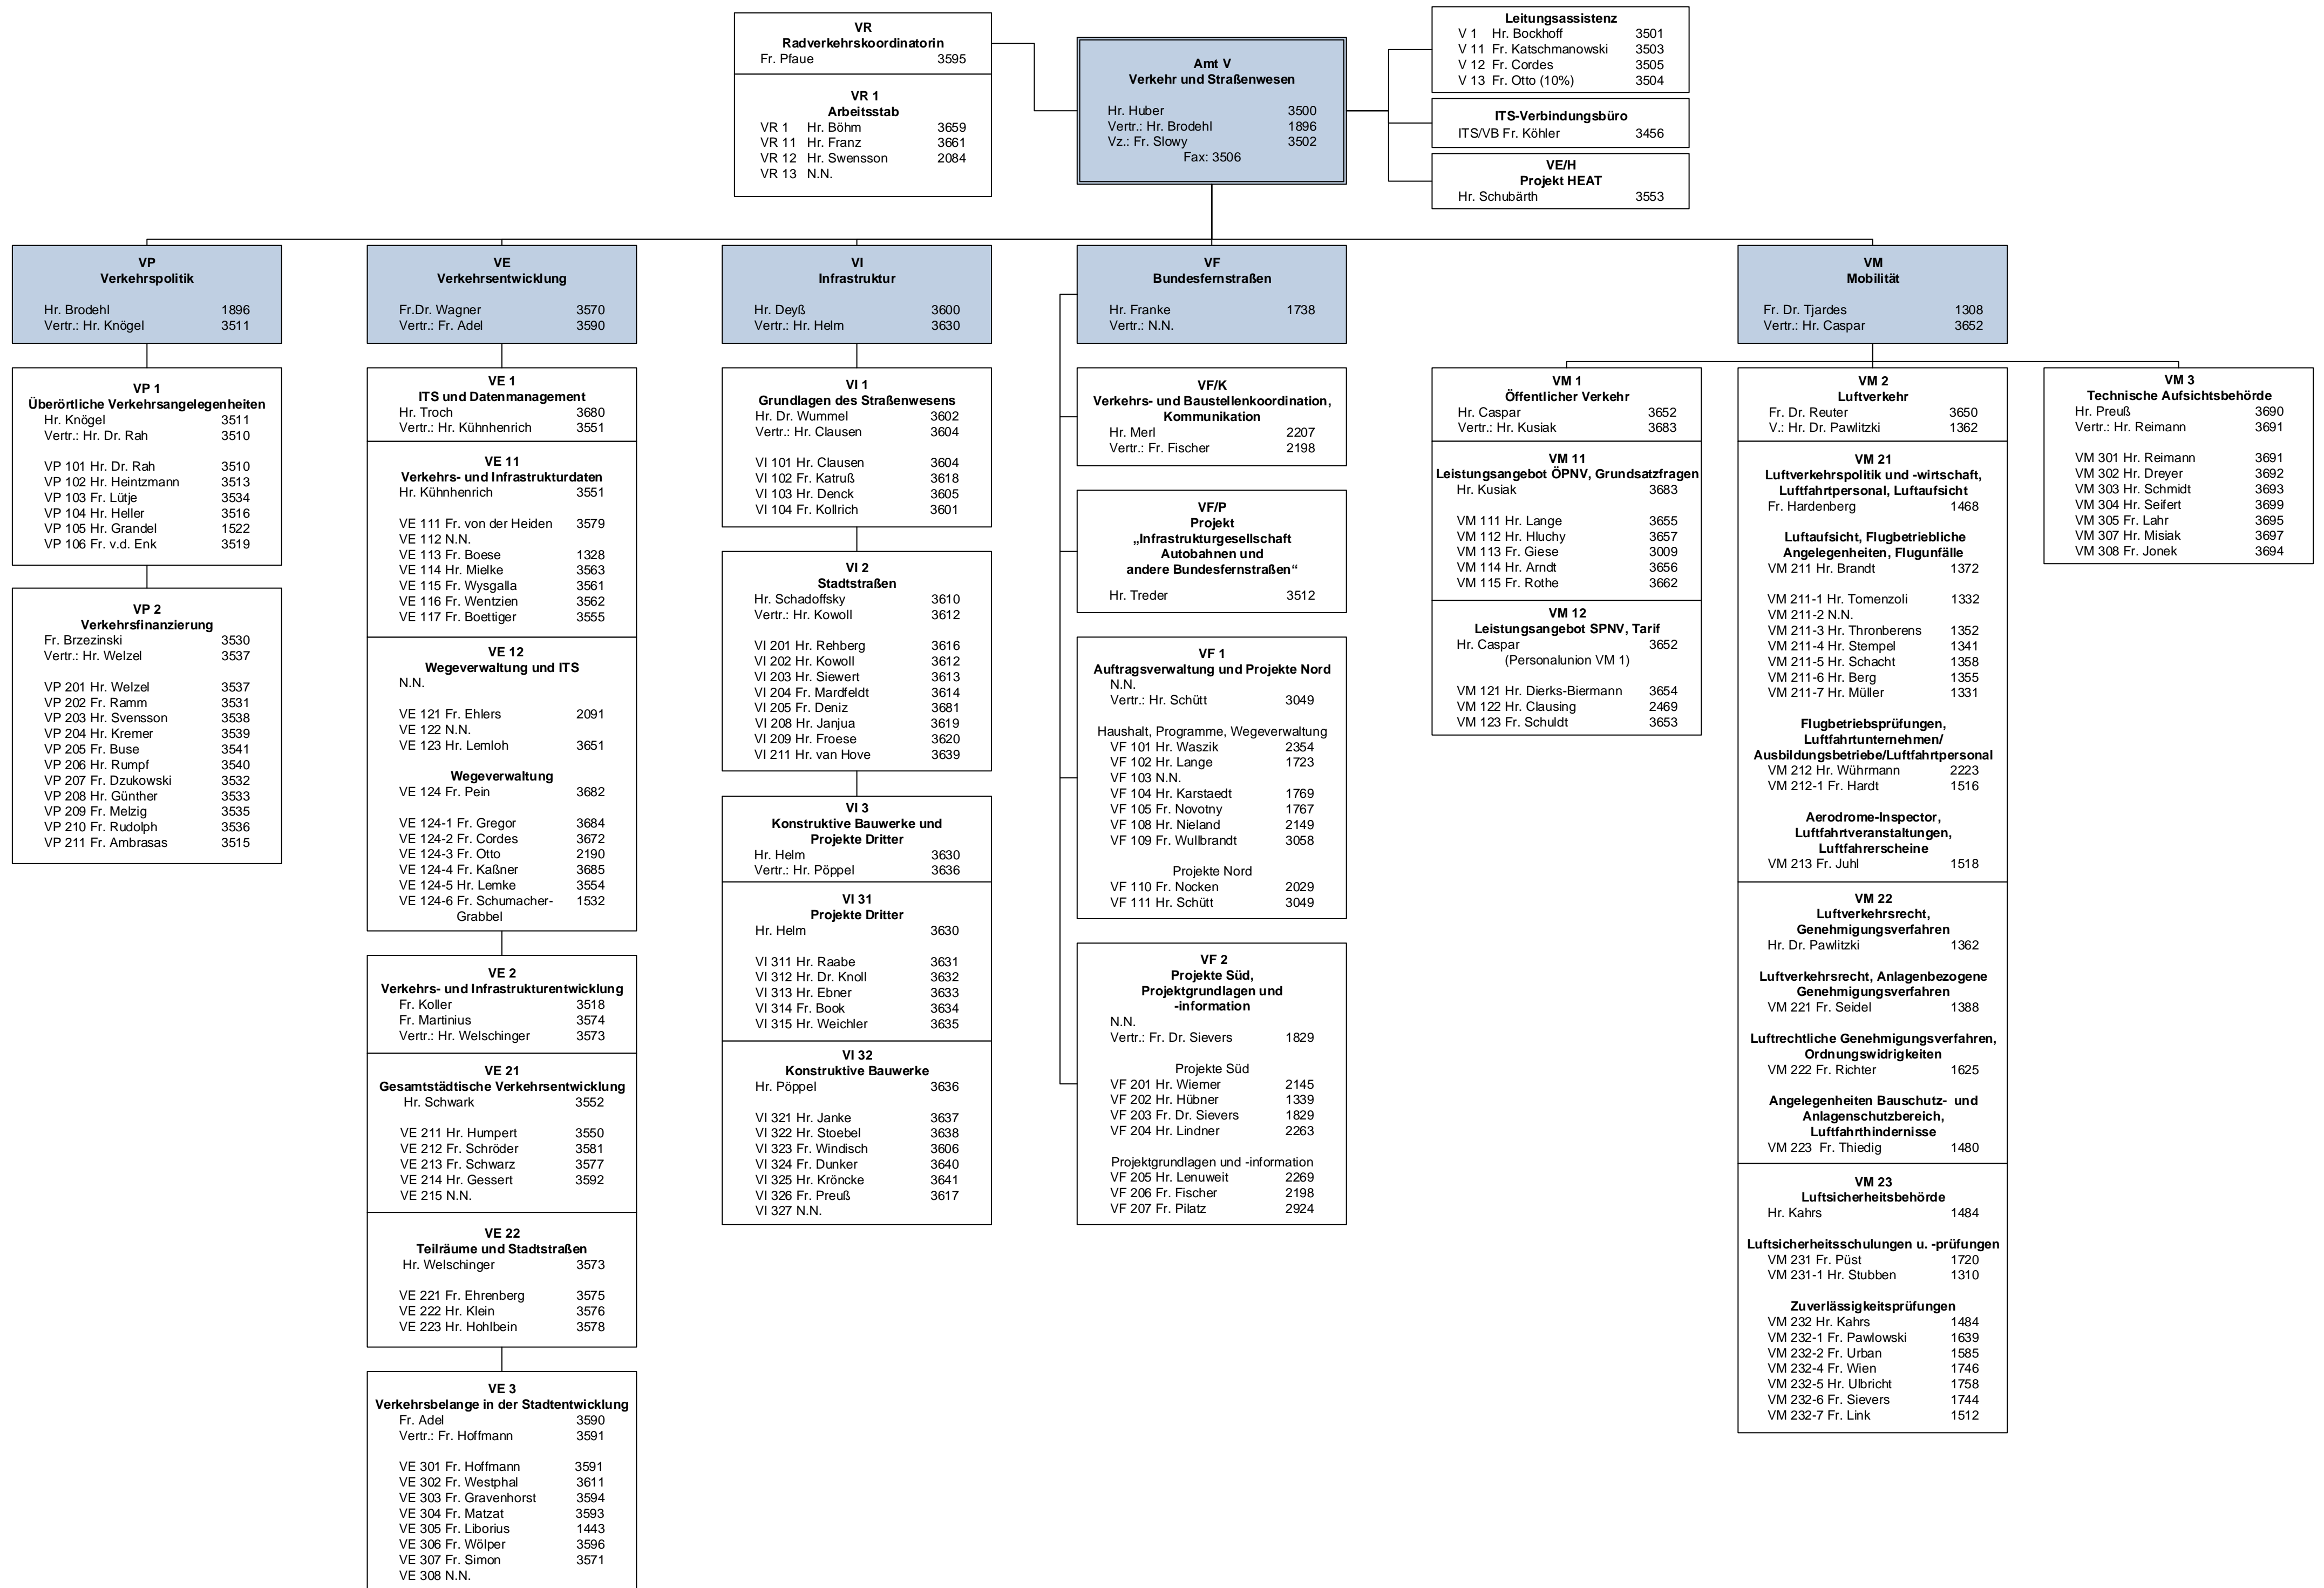 VR
Radverkehrskoordinatorin
Fr. Pfaue 3595
VR 1
Arbeitsstab
VR 1 Hr. Böhm 3659
VR 11 Hr. Franz 3661
VR 12 Hr. Swensson 2084
VR 13 N.N.
Amt V
Verkehr und Straßenwesen
Hr. Huber 3500
Vertr.: Hr. Brodehl 1896
Vz.: Fr. Slowy 3502
Fax: 3506
Leitungsassistenz
V 1 Hr. Bockhoff 3501
V 11 Fr. Katschmanowski 3503
V 12 Fr. Cordes 3505
V 13 Fr. Otto (10%) 3504
ITS-Verbindungsbüro
ITS/VB Fr. Köhler 3456
VE/H
Projekt HEAT
Hr. Schubärth 3553
VP
Verkehrspolitik
Hr. Brodehl 1896
Vertr.: Hr. Knögel 3511
VP 1
Überörtliche Verkehrsangelegenheiten
Hr. Knögel 3511
Vertr.: Hr. Dr. Rah 3510
VP 101 Hr. Dr. Rah 3510
VP 102 Hr. Heintzmann 3513
VP 103 Fr. Lütje 3534
VP 104 Hr. Heller 3516
VP 105 Hr. Grandel 1522
VP 106 Fr. v.d. Enk 3519
VP 2
Verkehrsfinanzierung
Fr. Brzezinski 3530
Vertr.: Hr. Welzel 3537
VP 201 Hr. Welzel 3537
VP 202 Fr. Ramm 3531
VP 203 Hr. Svensson 3538
VP 204 Hr. Kremer 3539
VP 205 Fr. Buse 3541
VP 206 Hr. Rumpf 3540
VP 207 Fr. Dzukowski 3532
VP 208 Hr. Günther 3533
VP 209 Fr. Melzig 3535
VP 210 Fr. Rudolph 3536
VP 211 Fr. Ambrasas 3515
VE
Verkehrsentwicklung
Fr.Dr. Wagner 3570
Vertr.: Fr. Adel 3590
VE 1
ITS und Datenmanagement
Hr. Troch 3680
Vertr.: Hr. Kühnhenrich 3551
VE 11
Verkehrs- und Infrastrukturdaten
Hr. Kühnhenrich 3551
VE 111 Fr. von der Heiden 3579
VE 112 N.N.
VE 113 Fr. Boese 1328
VE 114 Hr. Mielke 3563
VE 115 Fr. Wysgalla 3561
VE 116 Fr. Wentzien 3562
VE 117 Fr. Boettiger 3555
VE 12
Wegeverwaltung und ITS
N.N.
VE 121 Fr. Ehlers 2091
VE 122 N.N.
VE 123 Hr. Lemloh 3651
Wegeverwaltung
VE 124 Fr. Pein 3682
VE 124-1 Fr. Gregor 3684
VE 124-2 Fr. Cordes 3672
VE 124-3 Fr. Otto 2190
VE 124-4 Fr. Kaßner 3685
VE 124-5 Hr. Lemke 3554
VE 124-6 Fr. Schumacher- 1532
Grabbel
VE 2
Verkehrs- und Infrastrukturentwicklung
Fr. Koller 3518
Fr. Martinius 3574
Vertr.: Hr. Welschinger 3573
VE 21
Gesamtstädtische Verkehrsentwicklung
Hr. Schwark 3552
VE 211 Hr. Humpert 3550
VE 212 Fr. Schröder 3581
VE 213 Fr. Schwarz 3577
VE 214 Hr. Gessert 3592
VE 215 N.N.
VE 22
Teilräume und Stadtstraßen
Hr. Welschinger 3573
VE 221 Fr. Ehrenberg 3575
VE 222 Hr. Klein 3576
VE 223 Hr. Hohlbein 3578
VE 3
Verkehrsbelange in der Stadtentwicklung
Fr. Adel 3590
Vertr.: Fr. Hoffmann 3591
VE 301 Fr. Hoffmann 3591
VE 302 Fr. Westphal 3611
VE 303 Fr. Gravenhorst 3594
VE 304 Fr. Matzat 3593
VE 305 Fr. Liborius 1443
VE 306 Fr. Wölper 3596
VE 307 Fr. Simon 3571
VE 308 N.N.
VI
Infrastruktur
Hr. Deyß 3600
Vertr.: Hr. Helm 3630
VI 1
Grundlagen des Straßenwesens
Hr. Dr. Wummel 3602
Vertr.: Hr. Clausen 3604
VI 101 Hr. Clausen 3604
VI 102 Fr. Katruß 3618
VI 103 Hr. Denck 3605
VI 104 Fr. Kollrich 3601
VI 2
Stadtstraßen
Hr. Schadoffsky 3610
Vertr.: Hr. Kowoll 3612
VI 201 Hr. Rehberg 3616
VI 202 Hr. Kowoll 3612
VI 203 Hr. Siewert 3613
VI 204 Fr. Mardfeldt 3614
VI 205 Fr. Deniz 3681
VI 208 Hr. Janjua 3619
VI 209 Hr. Froese 3620
VI 211 Hr. van Hove 3639
VI 3
Konstruktive Bauwerke und
Projekte Dritter
Hr. Helm 3630
Vertr.: Hr. Pöppel 3636
VI 31
Projekte Dritter
Hr. Helm 3630
VI 311 Hr. Raabe 3631
VI 312 Hr. Dr. Knoll 3632
VI 313 Hr. Ebner 3633
VI 314 Fr. Book 3634
VI 315 Hr. Weichler 3635
VI 32
Konstruktive Bauwerke
Hr. Pöppel 3636
VI 321 Hr. Janke 3637
VI 322 Hr. Stoebel 3638
VI 323 Fr. Windisch 3606
VI 324 Fr. Dunker 3640
VI 325 Hr. Kröncke 3641
VI 326 Fr. Preuß 3617
VI 327 N.N.
VF
Bundesfernstraßen
Hr. Franke 1738
Vertr.: N.N.
VF/K
Verkehrs- und Baustellenkoordination,
Kommunikation
Hr. Merl 2207
Vertr.: Fr. Fischer 2198
VF/P
Projekt
„Infrastrukturgesellschaft
Autobahnen und
andere Bundesfernstraßen“
Hr. Treder 3512
VF 1
Auftragsverwaltung und Projekte Nord
N.N.
Vertr.: Hr. Schütt 3049
Haushalt, Programme, Wegeverwaltung
VF 101 Hr. Waszik 2354
VF 102 Hr. Lange 1723
VF 103 N.N.
VF 104 Hr. Karstaedt 1769
VF 105 Fr. Novotny 1767
VF 108 Hr. Nieland 2149
VF 109 Fr. Wullbrandt 3058
Projekte Nord
VF 110 Fr. Nocken 2029
VF 111 Hr. Schütt 3049
VF 2
Projekte Süd,
Projektgrundlagen und
-information
N.N.
Vertr.: Fr. Dr. Sievers 1829
Projekte Süd
VF 201 Hr. Wiemer 2145
VF 202 Hr. Hübner 1339
VF 203 Fr. Dr. Sievers 1829
VF 204 Hr. Lindner 2263
Projektgrundlagen und -information
VF 205 Hr. Lenuweit 2269
VF 206 Fr. Fischer 2198
VF 207 Fr. Pilatz 2924
VM
Mobilität
Fr. Dr. Tjardes 1308
Vertr.: Hr. Caspar 3652
VM 1
Öffentlicher Verkehr
Hr. Caspar 3652
Vertr.: Hr. Kusiak 3683
VM 11
Leistungsangebot ÖPNV, Grundsatzfragen
Hr. Kusiak 3683
VM 111 Hr. Lange 3655
VM 112 Hr. Hluchy 3657
VM 113 Fr. Giese 3009
VM 114 Hr. Arndt 3656
VM 115 Fr. Rothe 3662
VM 12
Leistungsangebot SPNV, Tarif
Hr. Caspar 3652
(Personalunion VM 1)
VM 121 Hr. Dierks-Biermann 3654
VM 122 Hr. Clausing 2469
VM 123 Fr. Schuldt 3653
VM 2
Luftverkehr
Fr. Dr. Reuter 3650
V.: Hr. Dr. Pawlitzki 1362
VM 21
Luftverkehrspolitik und -wirtschaft,
Luftfahrtpersonal, Luftaufsicht
Fr. Hardenberg 1468
Luftaufsicht, Flugbetriebliche
Angelegenheiten, Flugunfälle
VM 211 Hr. Brandt 1372
VM 211-1 Hr. Tomenzoli 1332
VM 211-2 N.N.
VM 211-3 Hr. Thronberens 1352
VM 211-4 Hr. Stempel 1341
VM 211-5 Hr. Schacht 1358
VM 211-6 Hr. Berg 1355
VM 211-7 Hr. Müller 1331
Flugbetriebsprüfungen,
Luftfahrtunternehmen/
Ausbildungsbetriebe/Luftfahrtpersonal
VM 212 Hr. Wührmann 2223
VM 212-1 Fr. Hardt 1516
Aerodrome-Inspector,
Luftfahrtveranstaltungen,
Luftfahrerscheine
VM 213 Fr. Juhl 1518
VM 22
Luftverkehrsrecht,
Genehmigungsverfahren
Hr. Dr. Pawlitzki 1362
Luftverkehrsrecht, Anlagenbezogene
Genehmigungsverfahren
VM 221 Fr. Seidel 1388
Luftrechtliche Genehmigungsverfahren,
Ordnungswidrigkeiten
VM 222 Fr. Richter 1625
Angelegenheiten Bauschutz- und
Anlagenschutzbereich,
Luftfahrthindernisse
VM 223 Fr. Thiedig 1480
VM 23
Luftsicherheitsbehörde
Hr. Kahrs 1484
Luftsicherheitsschulungen u. -prüfungen
VM 231 Fr. Püst 1720
VM 231-1 Hr. Stubben 1310
Zuverlässigkeitsprüfungen
VM 232 Hr. Kahrs 1484
VM 232-1 Fr. Pawlowski 1639
VM 232-2 Fr. Urban 1585
VM 232-4 Fr. Wien 1746
VM 232-5 Hr. Ulbricht 1758
VM 232-6 Fr. Sievers 1744
VM 232-7 Fr. Link 1512
VM 3
Technische Aufsichtsbehörde
Hr. Preuß 3690
Vertr.: Hr. Reimann 3691
VM 301 Hr. Reimann 3691
VM 302 Hr. Dreyer 3692
VM 303 Hr. Schmidt 3693
VM 304 Hr. Seifert 3699
VM 305 Fr. Lahr 3695
VM 307 Hr. Misiak 3697
VM 308 Fr. Jonek 3694